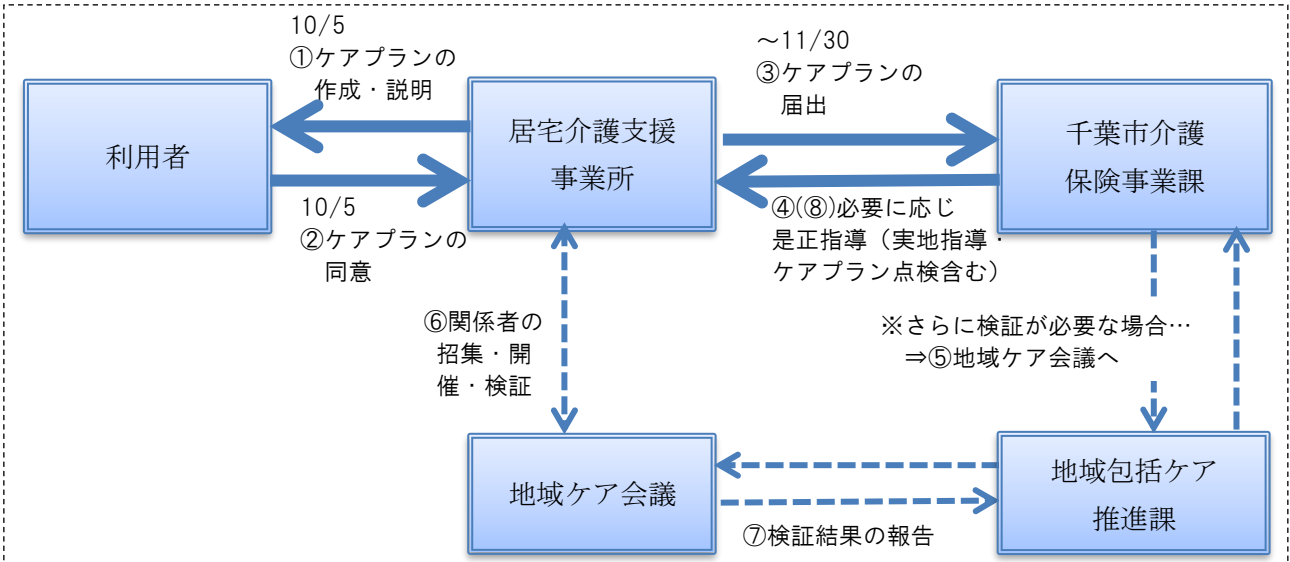 10/5
①ケアプランの
作成・説明
～11/30
③ケアプランの
届出
利用者
居宅介護支援
事業所
千葉市介護
保険事業課
10/5
②ケアプランの
同意
④(⑧)必要に応じ
是正指導（実地指導・
ケアプラン点検含む）
⑥関係者の
招集・開
催・検証
※さらに検証が必要な場合…
⇒⑤地域ケア会議へ
地域ケア会議
地域包括ケア
推進課
⑦検証結果の報告